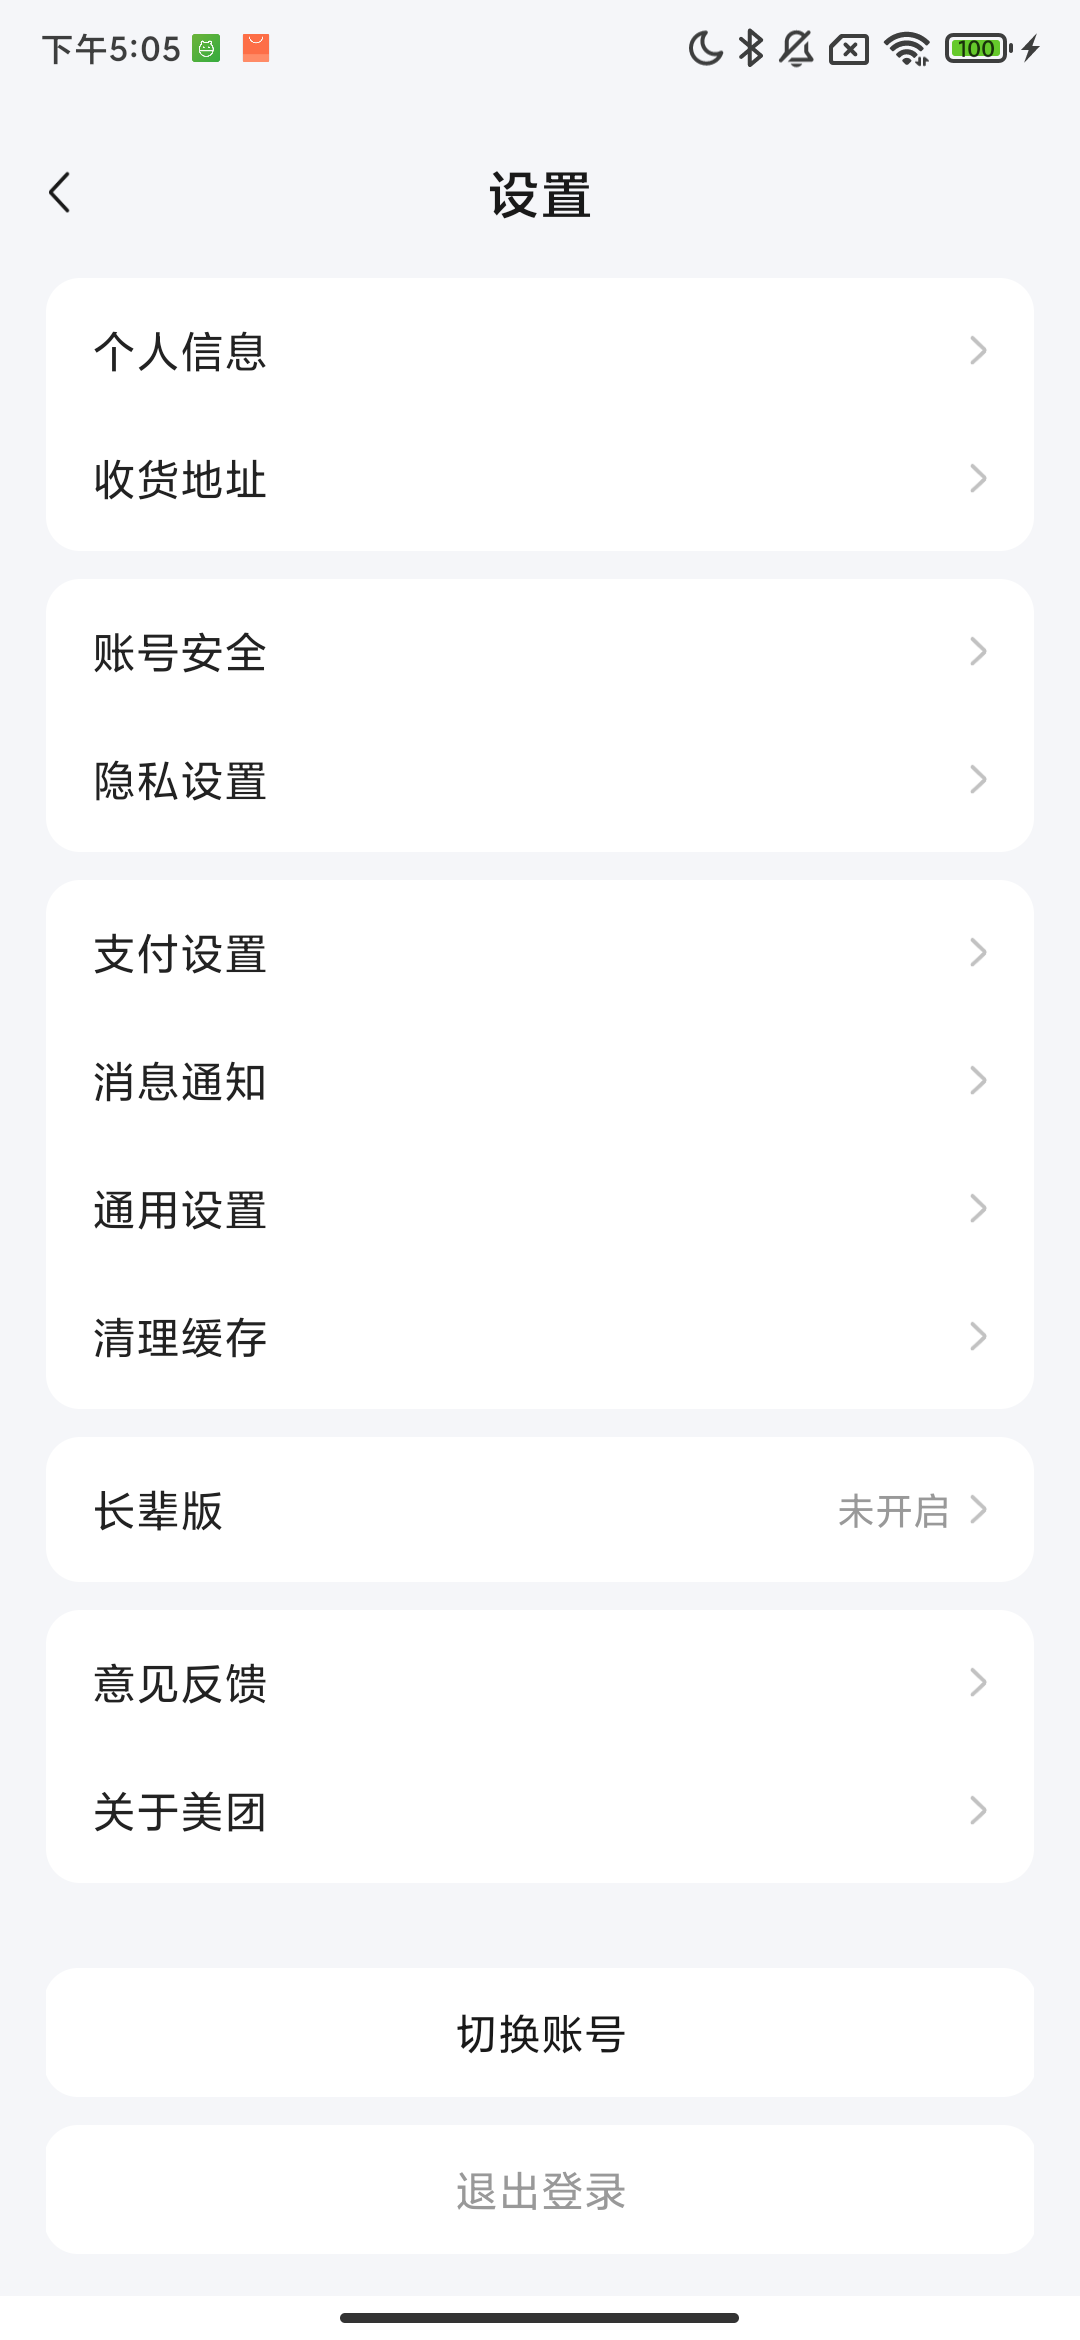 下午5:05
100
设置
个人信息
收货地址
账号安全
隐私设置
支付设置
消息通知
通用设置
清理缓存
长辈版 未开启
意见反馈
关于美团
切换账号
退出登录